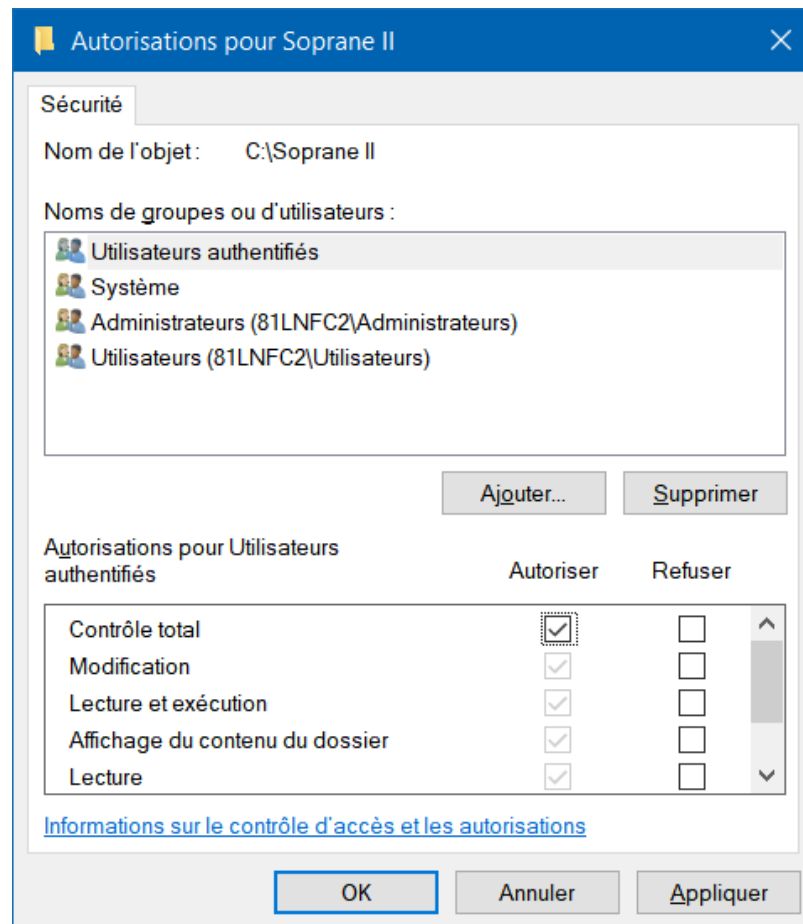 Autorisations pour Soprane II
Sécurité
Nom de l'objet : C:\Soprane II
Noms de groupes ou d'utilisateurs :
Utilisateurs authentifiés
Système
Administrateurs (81LNFC2\Administrateurs)
Utilisateurs (81LNFC2\Utilisateurs)
Ajouter... Supprimer
Autorisations pour Utilisateurs
authentifiés Autoriser Refuser
Contrôle total
Modification
Lecture et exécution
Affichage du contenu du dossier
Lecture
Informations sur le contrôle d'accès et les autorisations
OK Annuler Appliquer